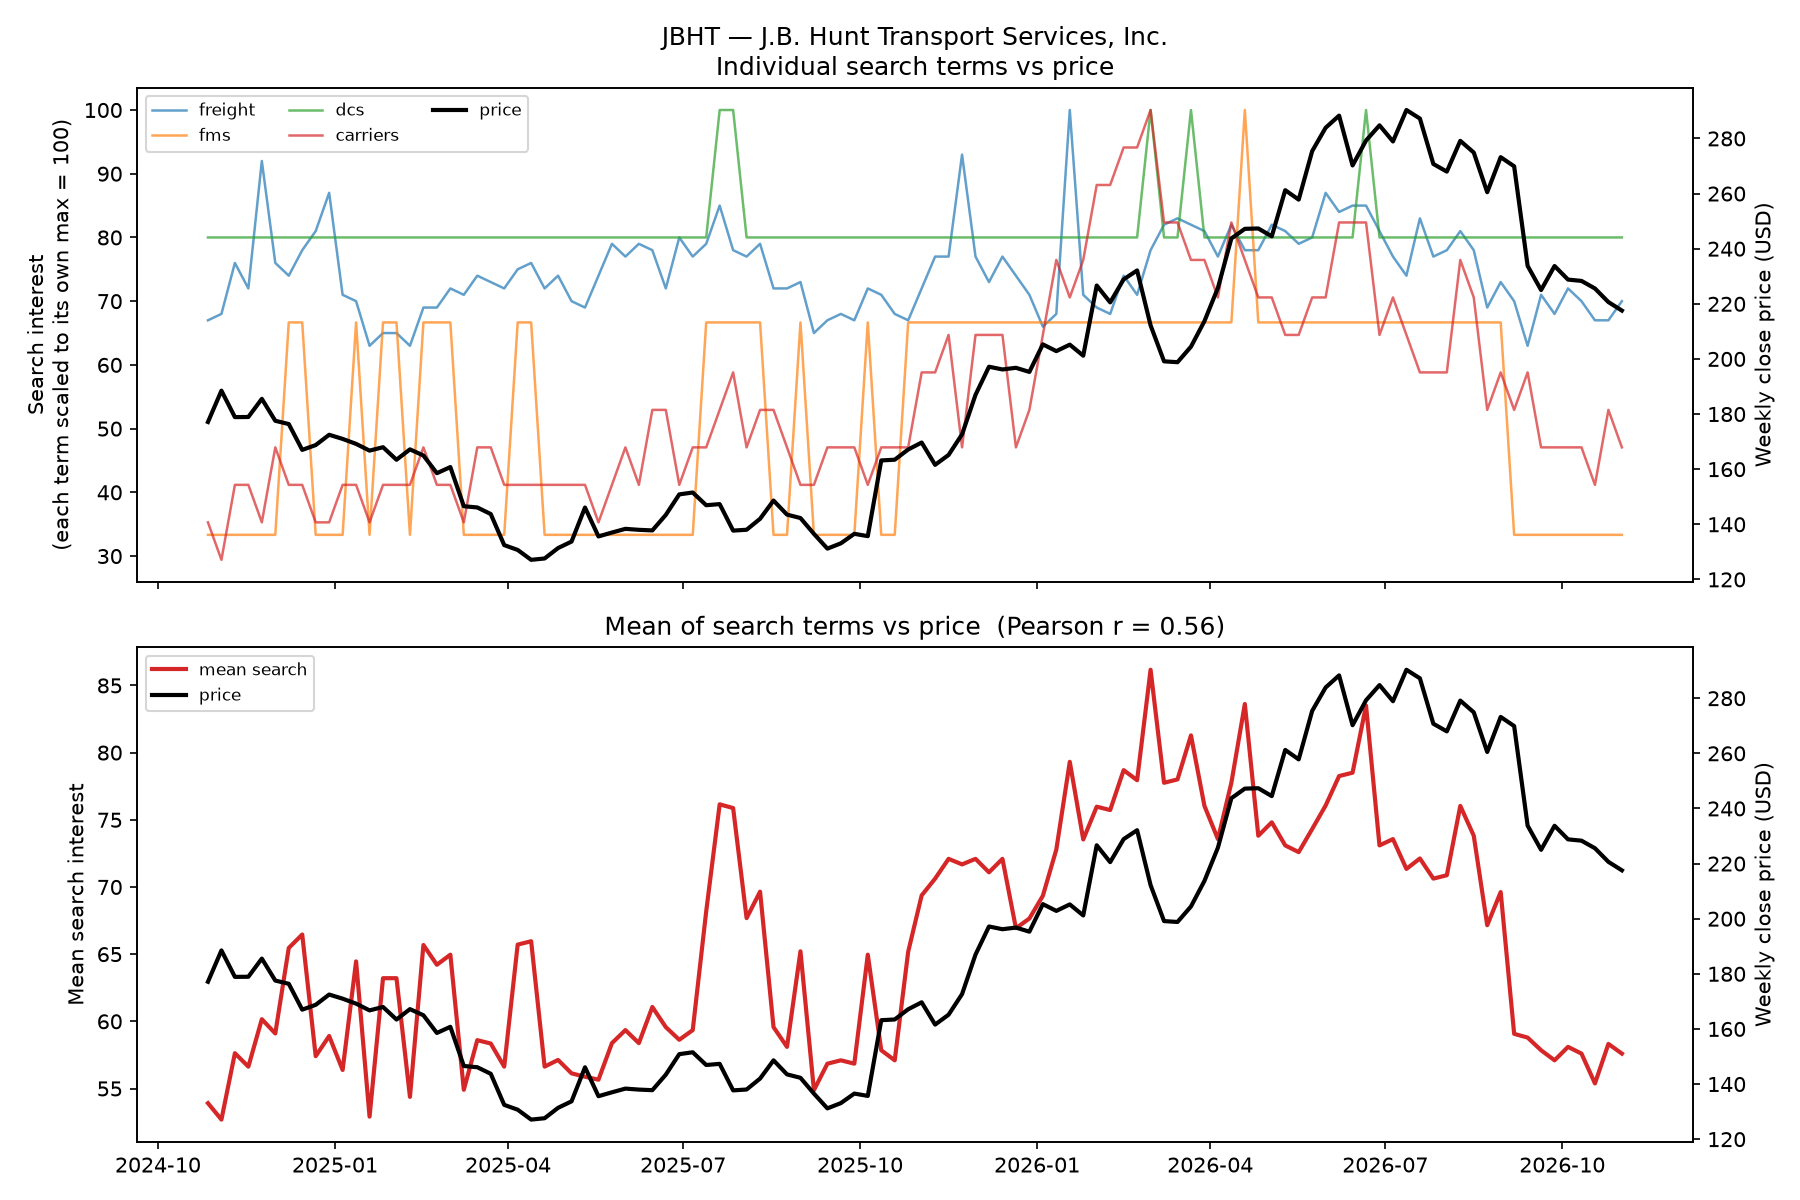 JBHT — J.B. Hunt Transport Services, Inc.
Individual search terms vs price
freight
fms
dcs
carriers
price
100
90
80
70
60
50
40
30
Search interest
(each term scaled to its own max = 100)
280
260
240
220
200
180
160
140
120
Weekly close price (USD)
Mean of search terms vs price (Pearson r = 0.56)
mean search
price
85
80
75
70
65
60
55
Mean search interest
280
260
240
220
200
180
160
140
120
Weekly close price (USD)
2024-10 2025-01 2025-04 2025-07 2025-10 2026-01 2026-04 2026-07 2026-10